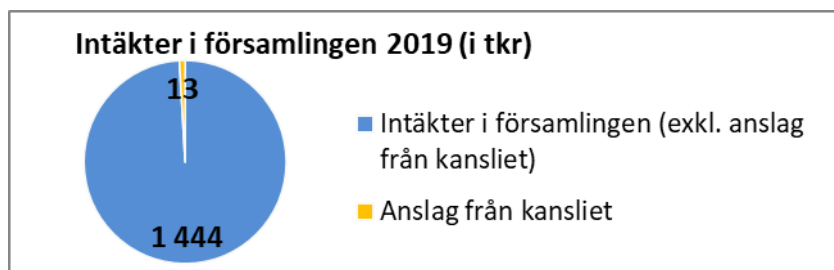 Intäkter i församlingen 2019 (i tkr)
13
Intäkter i församlingen (exkl. anslag
från kansliet)
Anslag från kansliet
1 444